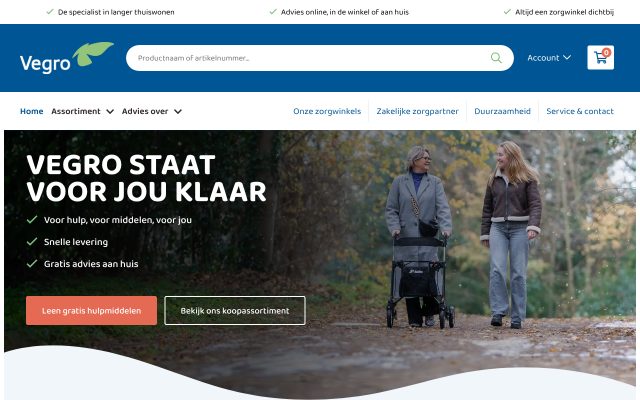 De specialist in langer thuiswonen
Advies online, in de winkel of aan huis
Altijd een zorgwinkel dichtbij
Vegro
Productnaam of artikelnummer...
Account
0
Home
Assortiment
Advies over
Onze zorgwinkels
Zakelijke zorgpartner
Duurzaamheid
Service & contact
VEGRO STAAT
VOOR JOU KLAAR
Voor hulp, voor middelen, voor jou
Snelle levering
Gratis advies aan huis
Leen gratis hulpmiddelen
Bekijk ons koopassortiment